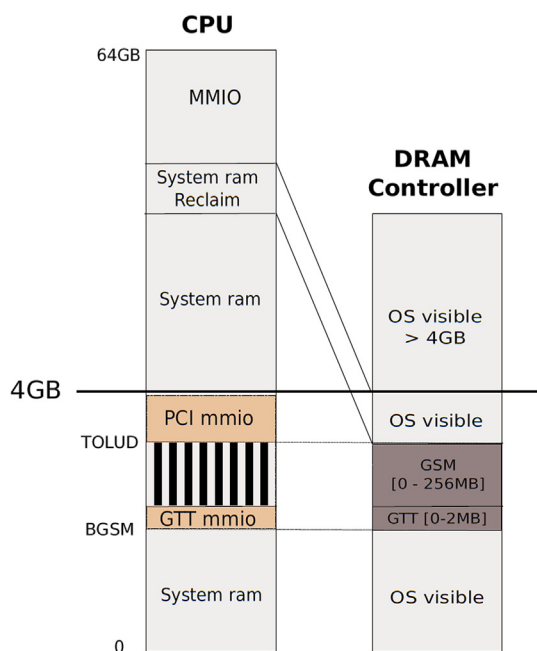 CPU
64GB
MMIO
System ram
Reclaim
System ram
4GB
PCI mmio
TOLUD
GTT mmio
BGSM
System ram
0
DRAM
Controller
OS visible
> 4GB
OS visible
GSM
[0 - 256MB]
GTT [0-2MB]
OS visible